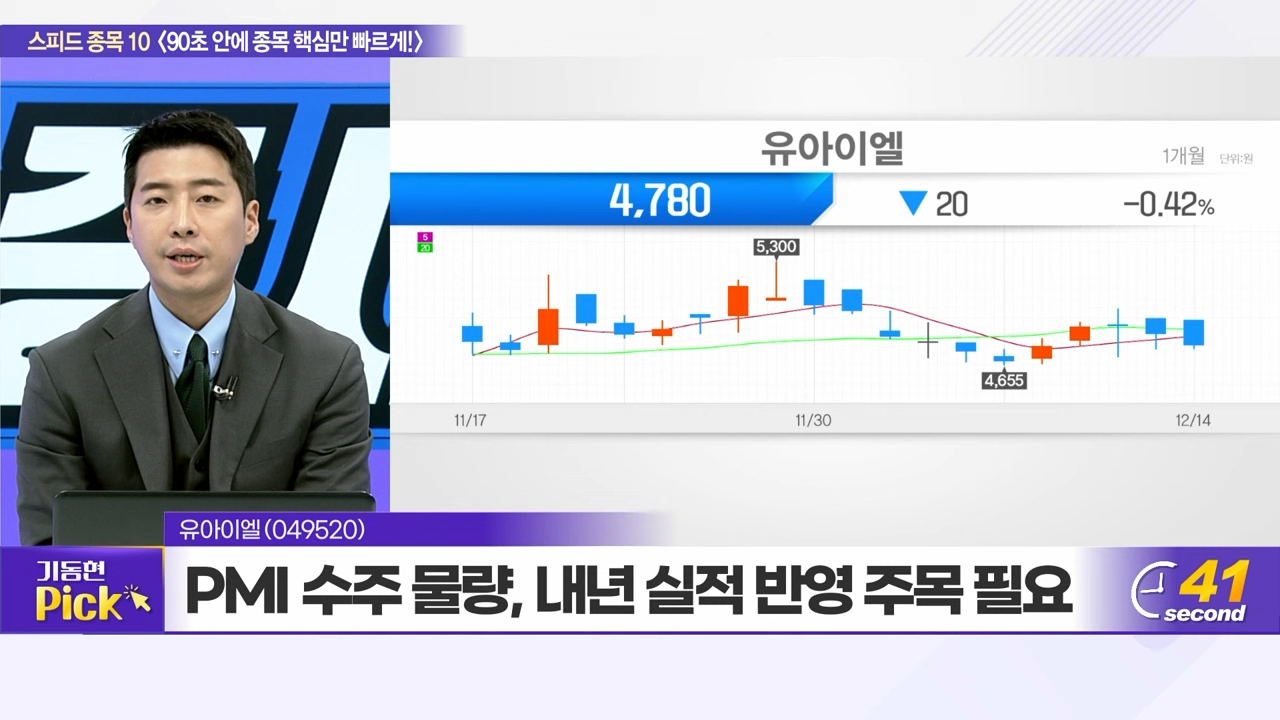 스피드 종목 10 〈90초 안에 종목 핵심만 빠르게!〉
유아이엘
1개월 단위:원
4,780 ▼ 20 -0.42%
5
20
5,300
4,655
11/17 11/30 12/14
유아이엘(049520)
기동현
Pick
PMI 수주 물량, 내년 실적 반영 주목 필요
41
second